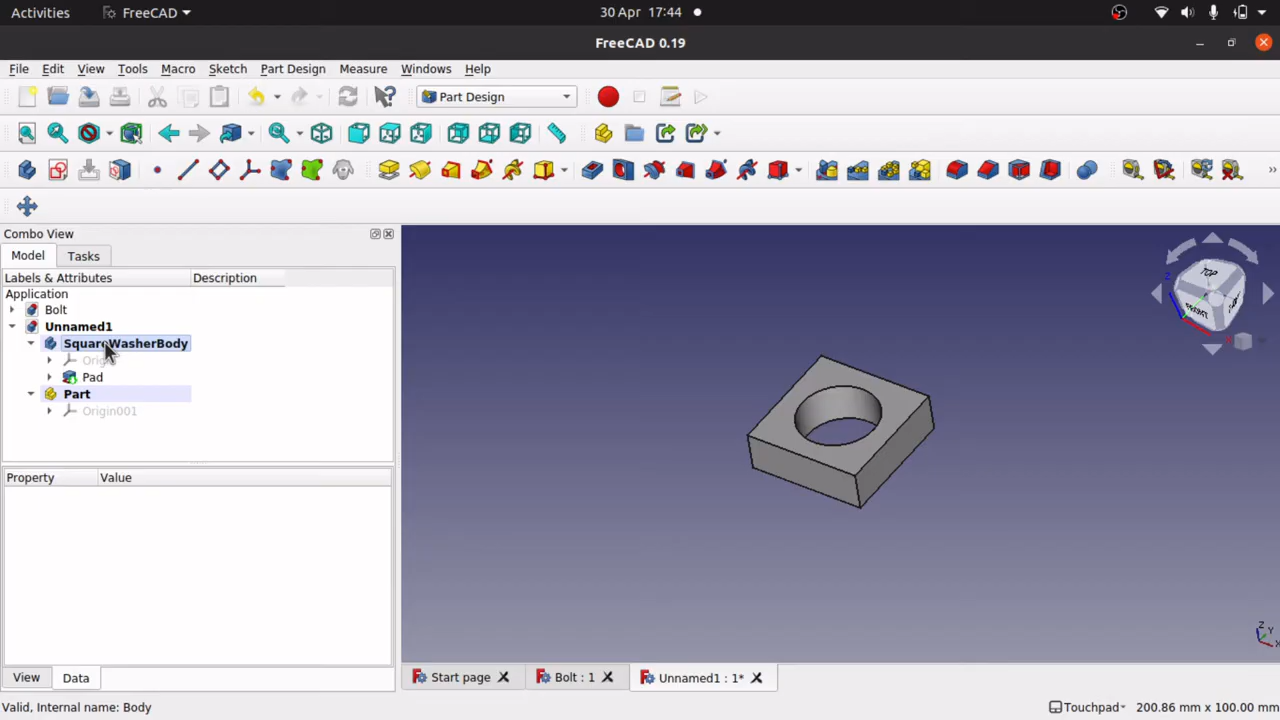 Activities FreeCAD 30 Apr 17:44
FreeCAD 0.19
File Edit View Tools Macro Sketch Part Design Measure Windows Help
Part Design
Combo View
Model Tasks
Labels & Attributes Description
Application
Bolt
Unnamed1
SquareWasherBody
Pad
Part
Origin001
Property Value
TOP
FRONT
Z
X
Z Y
X
View Data
Start page Bolt : 1 Unnamed1 : 1*
Valid, Internal name: Body Touchpad 200.86 mm x 100.00 mm